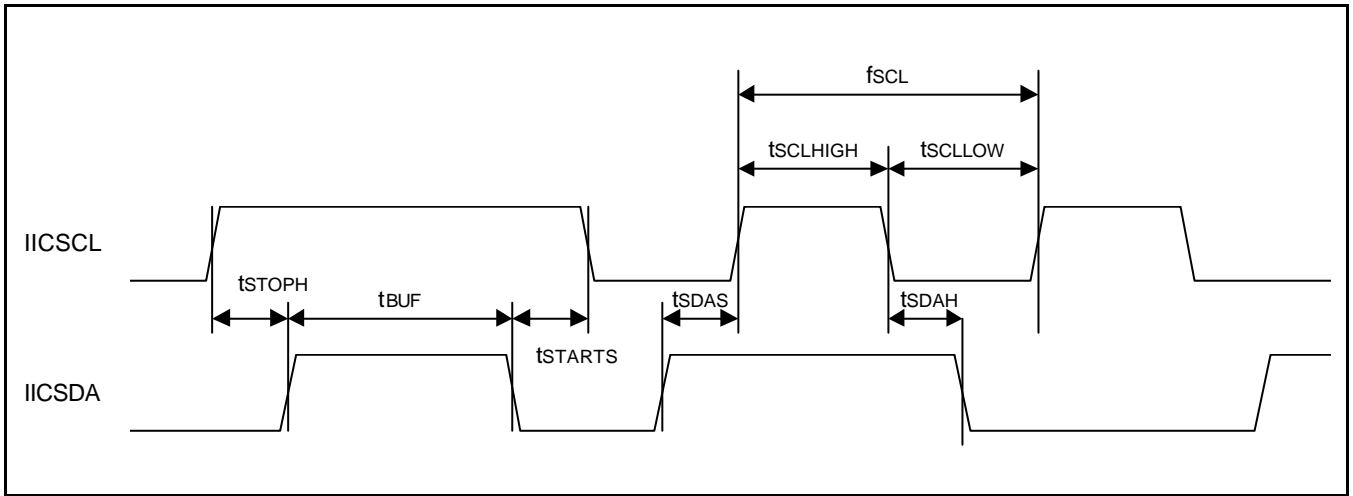 fSCL
tSCLHIGH tSCLLOW
IICSCL
tSTOPH tBUF tSDAS tSDAH
tSTARTS
IICSDA